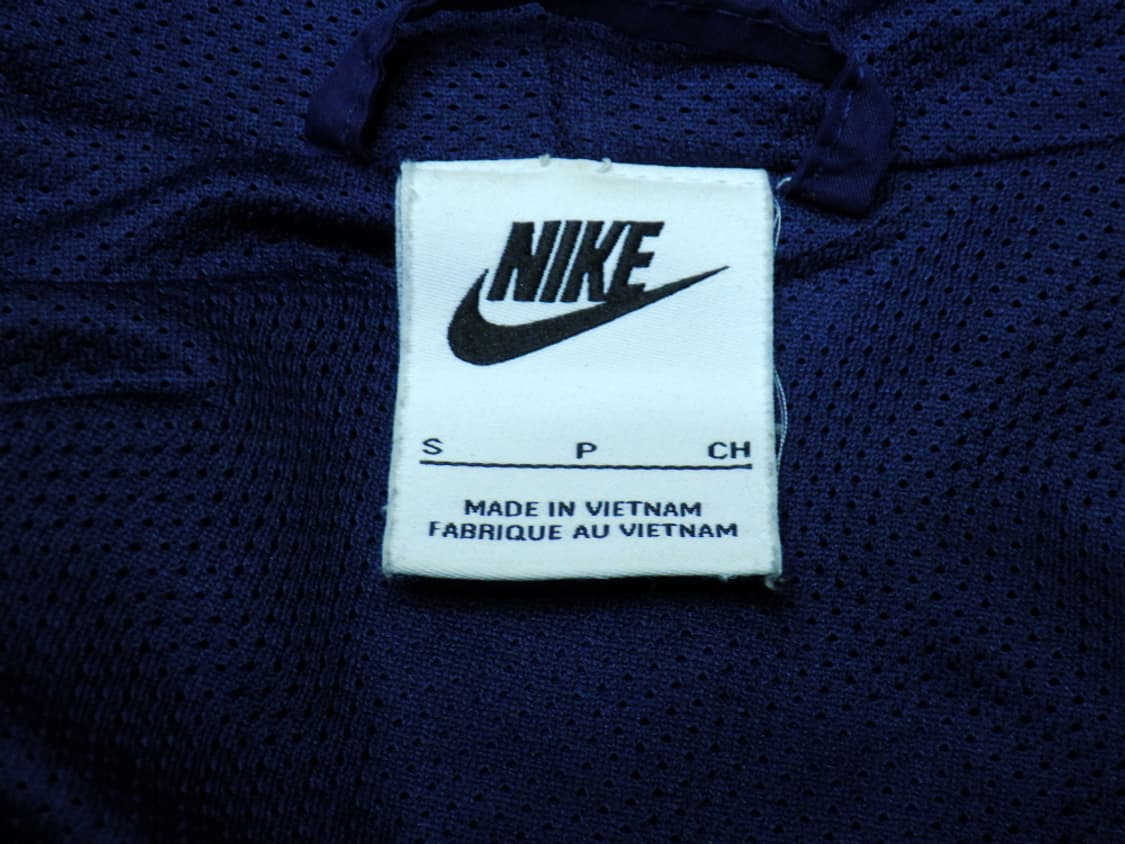 NIKE
S P CH
MADE IN VIETNAM
FABRIQUE AU VIETNAM